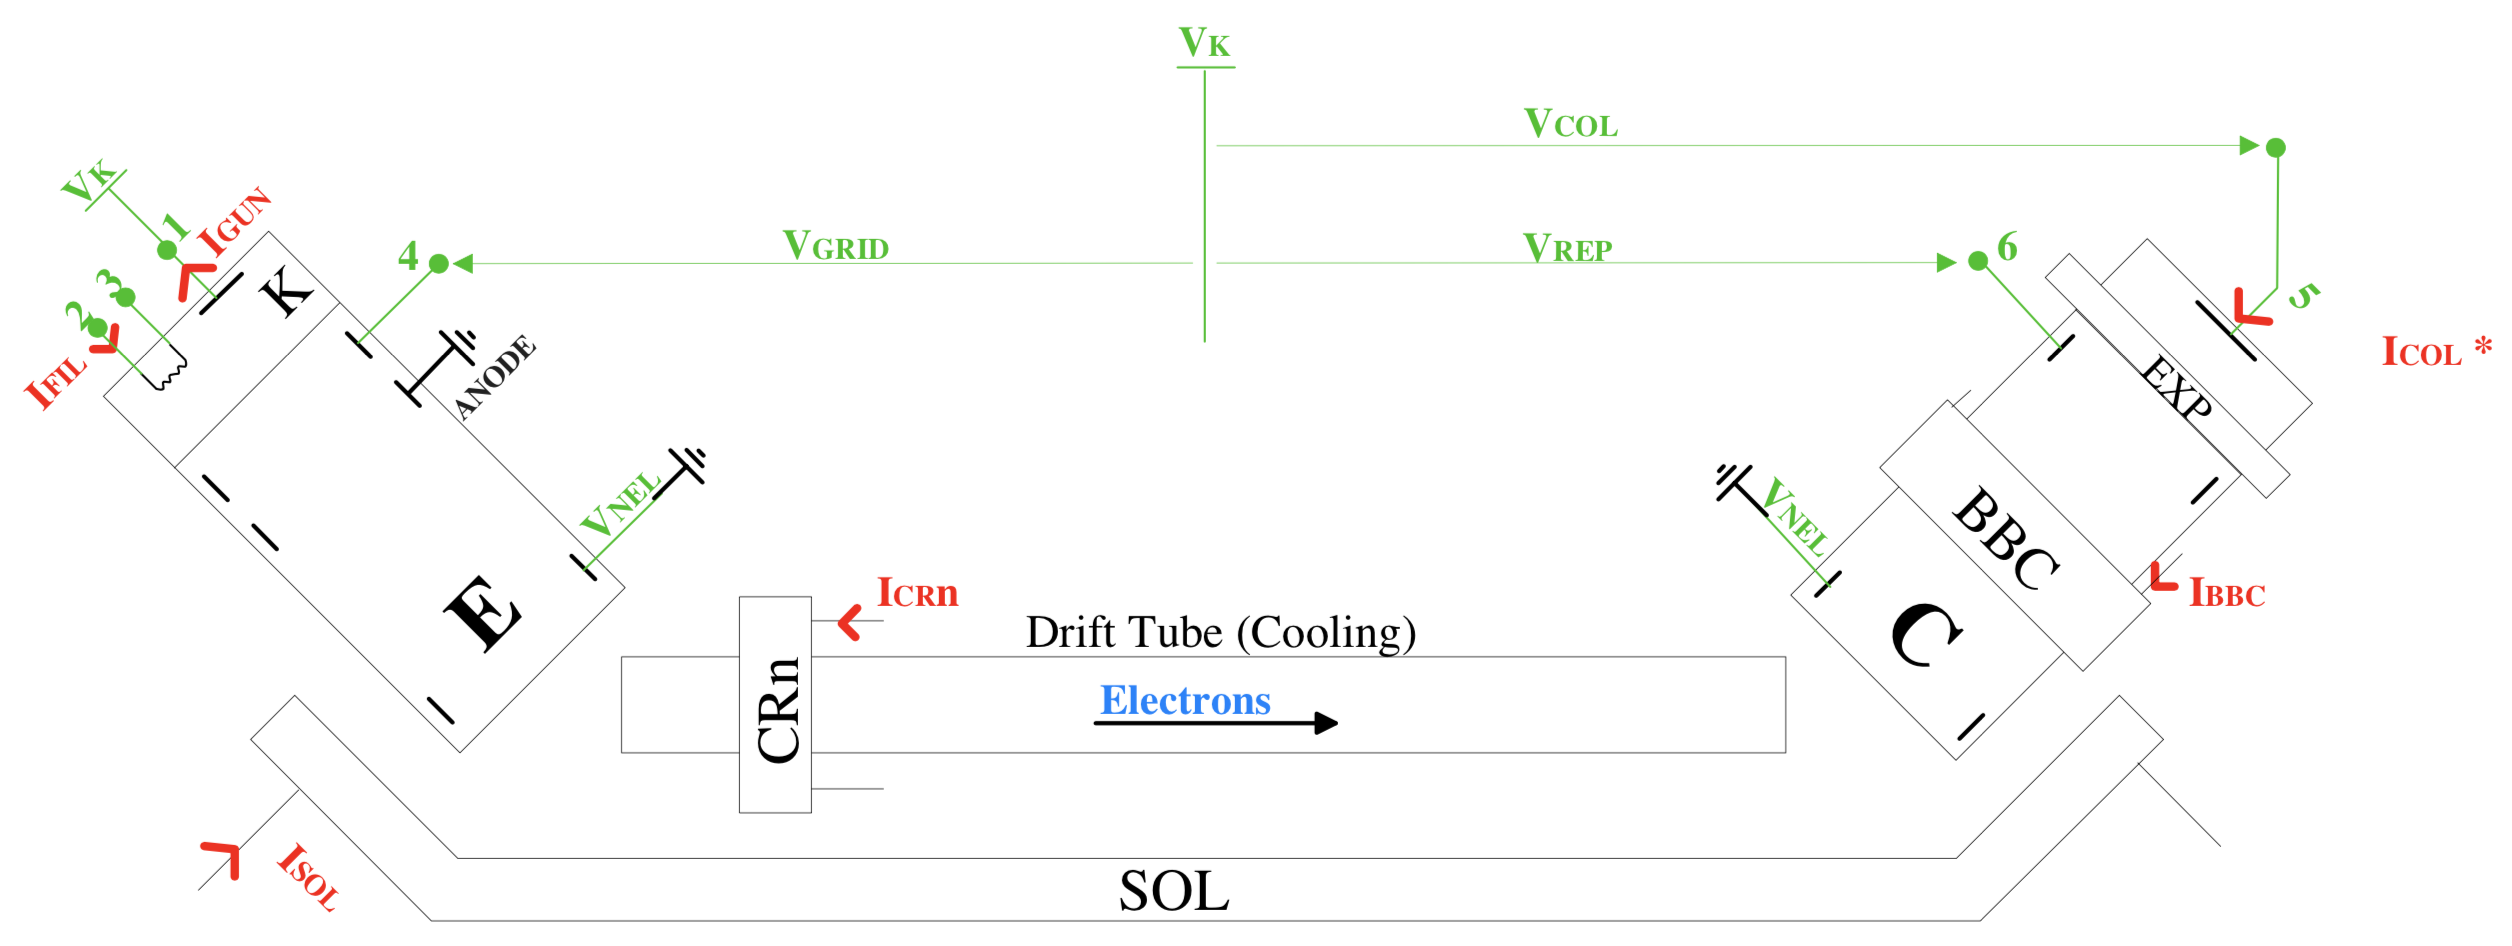 VK
VCOL
VK
1
IGUN
4
VGRID
VREP
6
3
2
K
5
IFIL
ANODE
ICOL *
EXP
VNEL
VNEL
BBC
E
ICRn
Drift Tube (Cooling)
IBBC
C
CRn
Electrons
ISOL
SOL